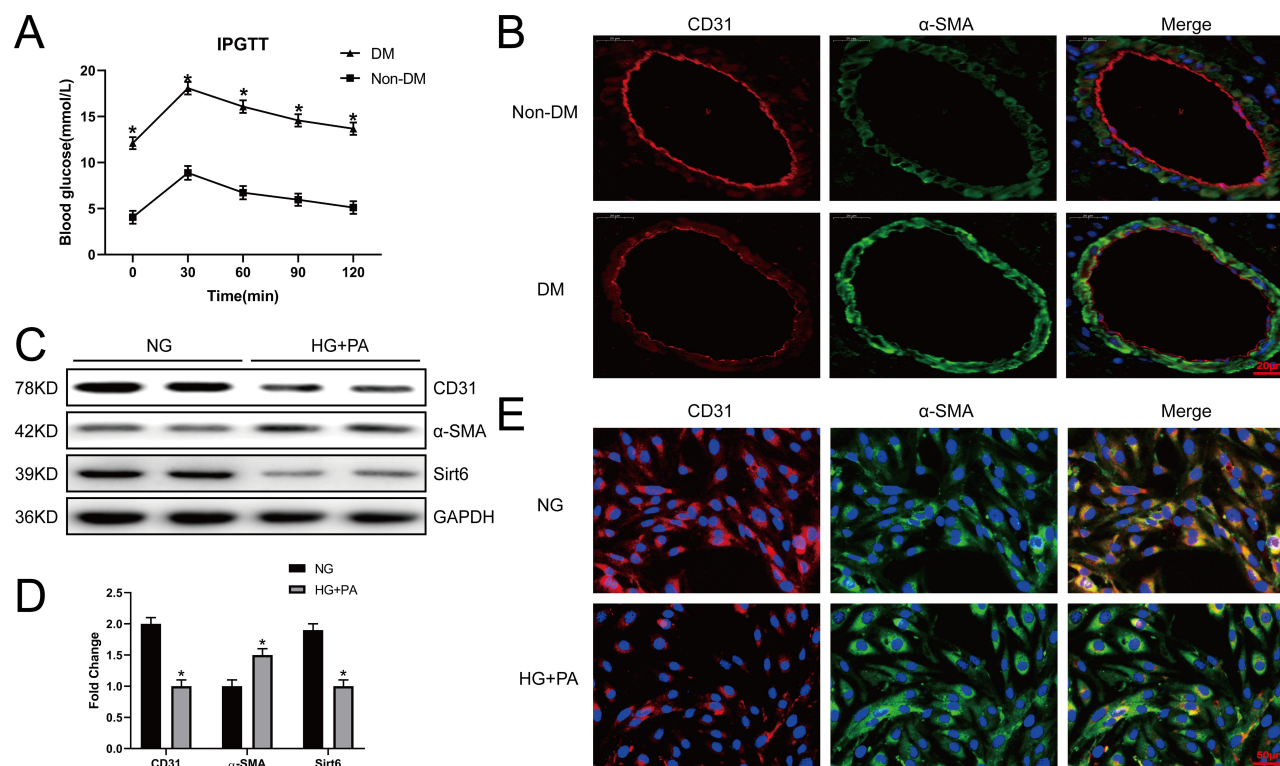 A
IPGTT
DM
Non-DM
Blood glucose(mmol/L)
20
15
10
5
0
* * * * *
0 30 60 90 120
Time(min)
B
CD31 α-SMA Merge
Non-DM
DM
20μm
C
NG HG+PA
78KD CD31
42KD α-SMA
39KD Sirt6
36KD GAPDH
D
NG
HG+PA
Fold Change
2.5
2.0
1.5
1.0
0.5
0.0
* * *
CD31 α-SMA Sirt6
E
CD31 α-SMA Merge
NG
HG+PA
50μm